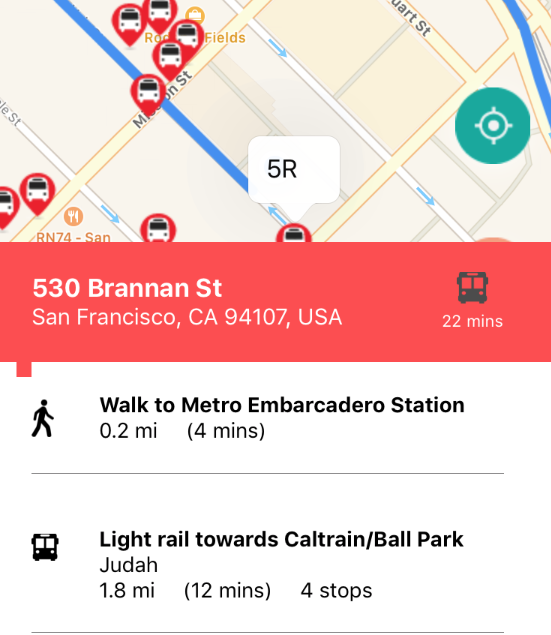 uart St
Fields
M
on St
le St
5R
RN74 - San
530 Brannan St
San Francisco, CA 94107, USA
22 mins
Walk to Metro Embarcadero Station
0.2 mi (4 mins)
Light rail towards Caltrain/Ball Park
Judah
1.8 mi (12 mins) 4 stops